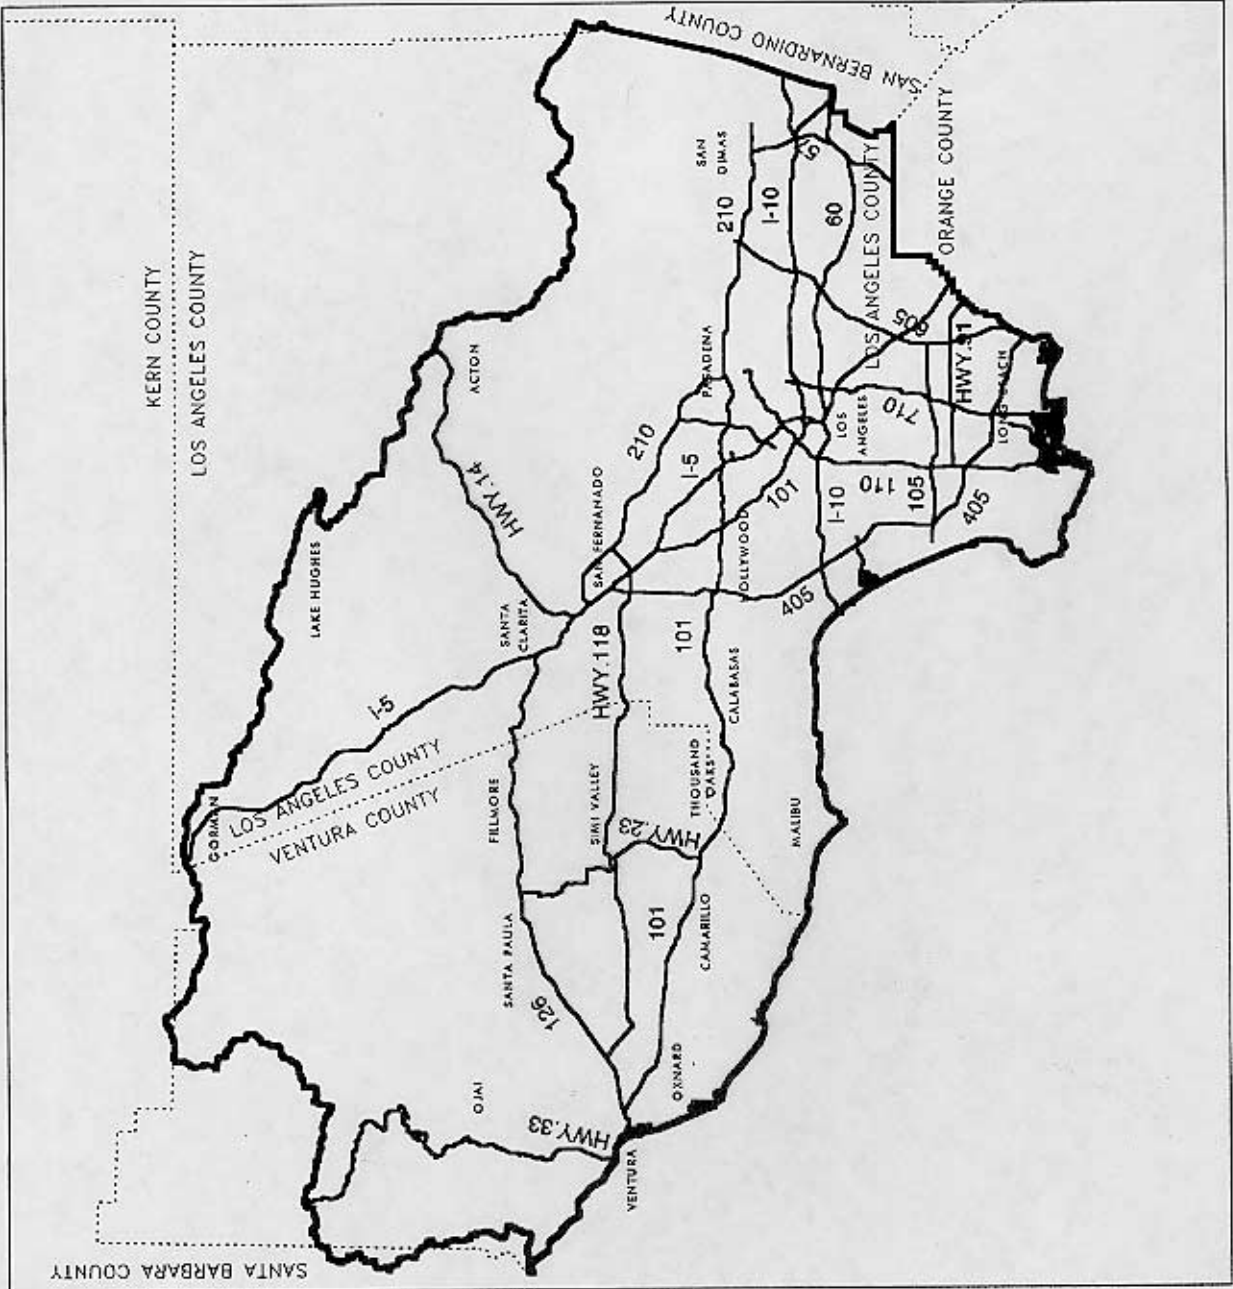 SANTA BARBARA COUNTY
KERN COUNTY
LOS ANGELES COUNTY
SAN BERNARDINO COUNTY
GORMAN
LOS ANGELES COUNTY
VENTURA COUNTY
I-5
LAKE HUGHES
HWY.14
ACTON
OJAI
HWY.33
VENTURA
SANTA PAULA
126
FILLMORE
SANTA
CLARITA
SAN FERNANADO
210
HWY.118
SIMI VALLEY
HWY.23
101
OXNARD
CAMARILLO
THOUSAND
OAKS
101
CALABASAS
MALIBU
I-5
101
HOLLYWOOD
405
I-10
PASADENA
210
SAN
DIMAS
I-10
57
60
LOS ANGELES COUNTY
ORANGE COUNTY
LOS
ANGELES
710
110
105
405
605
HWY.91
LONG BEACH